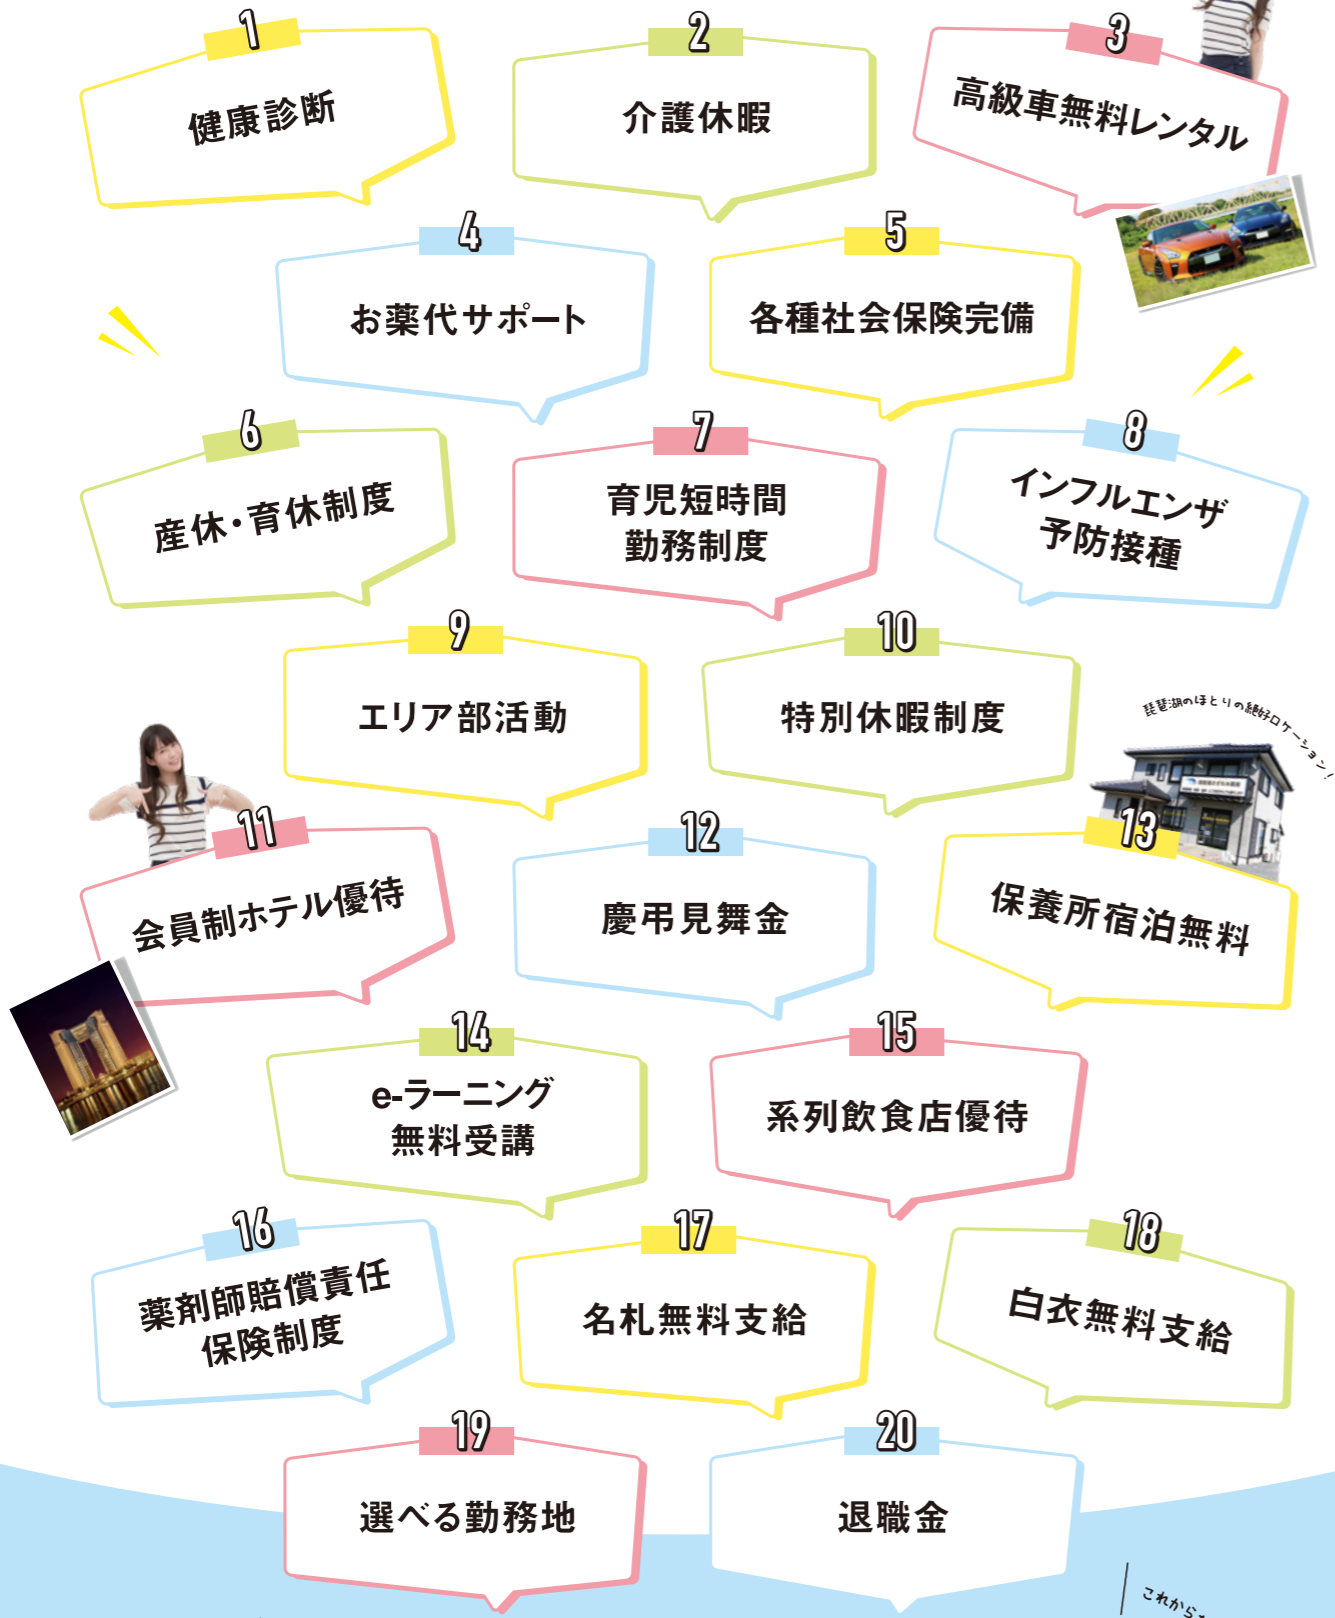 1
健康診断
2
介護休暇
3
高級車無料レンタル
4
お薬代サポート
5
各種社会保険完備
6
産休・育休制度
7
育児短時間
勤務制度
8
インフルエンザ
予防接種
9
エリア部活動
10
特別休暇制度
琵琶湖のほとりの絶好ロケーション！
11
会員制ホテル優待
12
慶弔見舞金
13
保養所宿泊無料
14
e-ラーニング
無料受講
15
系列飲食店優待
16
薬剤師賠償責任
保険制度
17
名札無料支給
18
白衣無料支給
19
選べる勤務地
20
退職金
これから